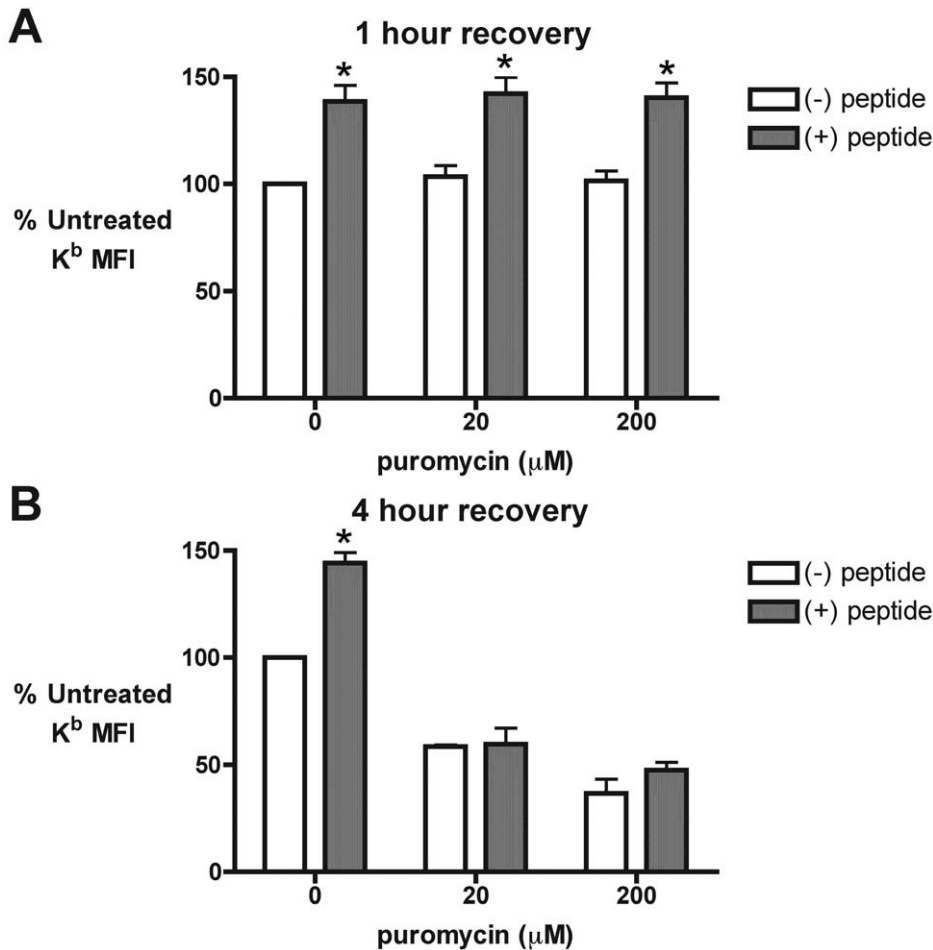 A
1 hour recovery
150
100
50
0
% Untreated
Kᵇ MFI
* * *
0 20 200
puromycin (μM)
(-) peptide
(+) peptide
B
4 hour recovery
150
100
50
0
% Untreated
Kᵇ MFI
*
0 20 200
puromycin (μM)
(-) peptide
(+) peptide